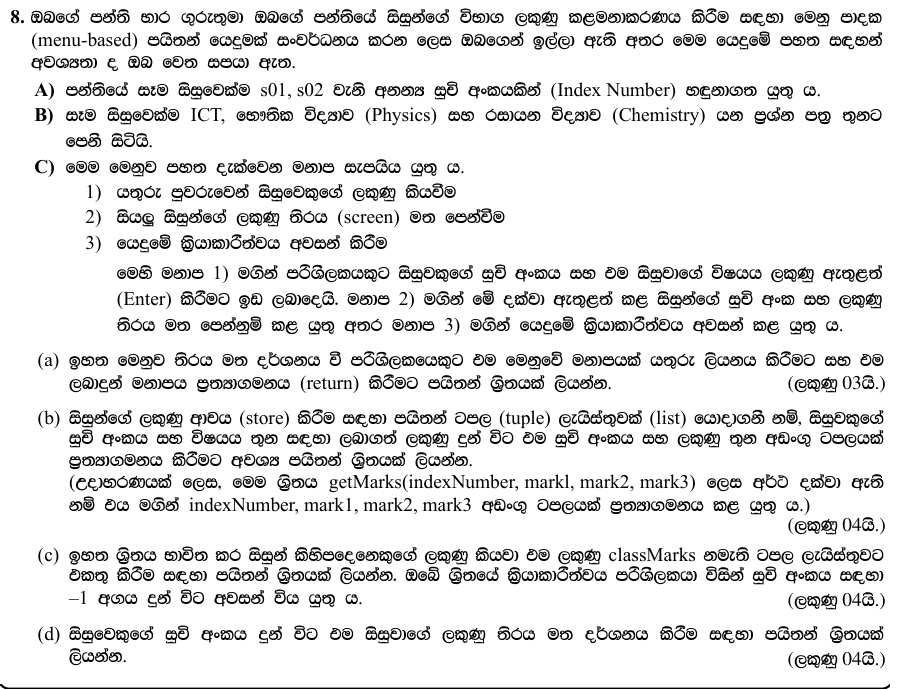 8. ඔබගේ පන්ති භාර ගුරුතුමා ඔබගේ පන්තියේ සිසුන්ගේ විභාග ලකුණු කළමනාකරණය කිරීම සඳහා මෙනු පාදක
(menu-based) පයිතන් යෙදුමක් සංවර්ධනය කරන ලෙස ඔබගෙන් ඉල්ලා ඇති අතර මෙම යෙදුමේ පහත සඳහන්
අවශ්‍යතා ද ඔබ වෙත සපයා ඇත.
A) පන්තියේ සෑම සිසුවෙක්ම s01, s02 වැනි අනන්‍ය සුචි අංකයකින් (Index Number) හඳුනාගත යුතු ය.
B) සෑම සිසුවෙක්ම ICT, භෞතික විද්‍යාව (Physics) සහ රසායන විද්‍යාව (Chemistry) යන ප්‍රශ්න පත්‍ර තුනට
පෙනී සිටියි.
C) මෙම මෙනුව පහත දැක්වෙන මනාප සැපයිය යුතු ය.
1) යතුරු පුවරුවෙන් සිසුවෙකුගේ ලකුණු කියවීම
2) සියලු සිසුන්ගේ ලකුණු තිරය (screen) මත පෙන්වීම
3) යෙදුමේ ක්‍රියාකාරීත්වය අවසන් කිරීම
මෙහි මනාප 1) මගින් පරිශීලකයකුට සිසුවකුගේ සුචි අංකය සහ එම සිසුවාගේ විෂයය ලකුණු ඇතුළත්
(Enter) කිරීමට ඉඩ ලබාදෙයි. මනාප 2) මගින් මේ දක්වා ඇතුළත් කළ සිසුන්ගේ සුචි අංක සහ ලකුණු
තිරය මත පෙන්නුම් කළ යුතු අතර මනාප 3) මගින් යෙදුමේ ක්‍රියාකාරීත්වය අවසන් කළ යුතු ය.
(a) ඉහත මෙනුව තිරය මත දර්ශනය වී පරිශීලකයෙකුට එම මෙනුවේ මනාපයක් යතුරු ලියනය කිරීමට සහ එම
ලබාදුන් මනාපය ප්‍රත්‍යාගමනය (return) කිරීමට පයිතන් ශ්‍රිතයක් ලියන්න. (ලකුණු 03යි.)
(b) සිසුන්ගේ ලකුණු ආචය (store) කිරීම සඳහා පයිතන් ටපල (tuple) ලැයිස්තුවක් (list) යොදාගනී නම්, සිසුවකුගේ
සුචි අංකය සහ විෂයය තුන සඳහා ලබාගත් ලකුණු දුන් විට එම සුචි අංකය සහ ලකුණු තුන අඩංගු ටපලයක්
ප්‍රත්‍යාගමනය කිරීමට අවශ්‍ය පයිතන් ශ්‍රිතයක් ලියන්න.
(උදාහරණයක් ලෙස, මෙම ශ්‍රිතය getMarks(indexNumber, markl, mark2, mark3) ලෙස අර්ථ දක්වා ඇති
නම් එය මගින් indexNumber, mark1, mark2, mark3 අඩංගු ටපලයක් ප්‍රත්‍යාගමනය කළ යුතු ය.)
(ලකුණු 04යි.)
(c) ඉහත ශ්‍රිතය භාවිත කර සිසුන් කිහිපදෙනෙකුගේ ලකුණු කියවා එම ලකුණු classMarks නමැති ටපල ලැයිස්තුවට
එකතු කිරීම සඳහා පයිතන් ශ්‍රිතයක් ලියන්න. ඔබේ ශ්‍රිතයේ ක්‍රියාකාරීත්වය පරිශීලකයා විසින් සුචි අංකය සඳහා
–1 අගය දුන් විට අවසන් විය යුතු ය. (ලකුණු 04යි.)
(d) සිසුවෙකුගේ සුචි අංකය දුන් විට එම සිසුවාගේ ලකුණු තිරය මත දර්ශනය කිරීම සඳහා පයිතන් ශ්‍රිතයක්
ලියන්න. (ලකුණු 04යි.)